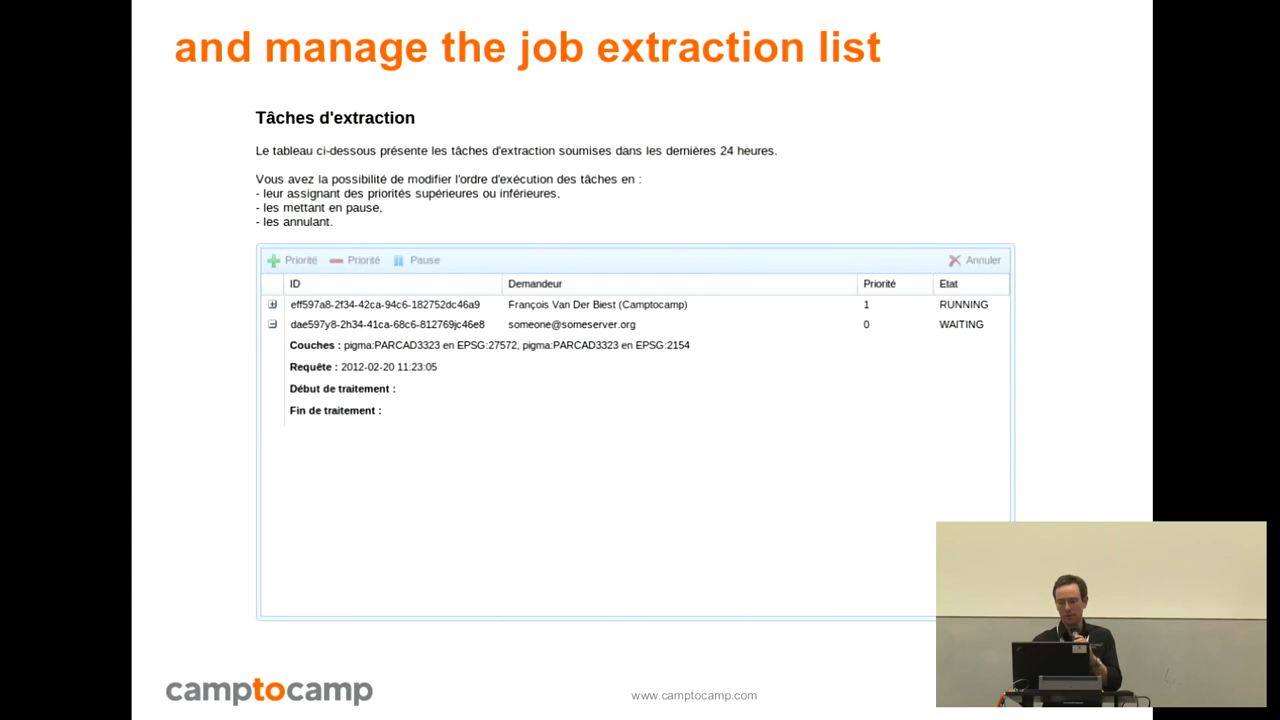 and manage the job extraction list
Tâches d'extraction
Le tableau ci-dessous présente les tâches d'extraction soumises dans les dernières 24 heures.
Vous avez la possibilité de modifier l'ordre d'exécution des tâches en :
- leur assignant des priorités supérieures ou inférieures,
- les mettant en pause,
- les annulant.
Priorité Priorité Pause Annuler
ID Demandeur Priorité Etat
eff597a8-2f34-42ca-94c6-182752dc46a9 François Van Der Biest (Camptocamp) 1 RUNNING
dae597y8-2h34-41ca-68c6-812769jc46e8 someone@someserver.org 0 WAITING
Couches : pigma:PARCAD3323 en EPSG:27572, pigma:PARCAD3323 en EPSG:2154
Requête : 2012-02-20 11:23:05
Début de traitement :
Fin de traitement :
camptocamp
www.camptocamp.com